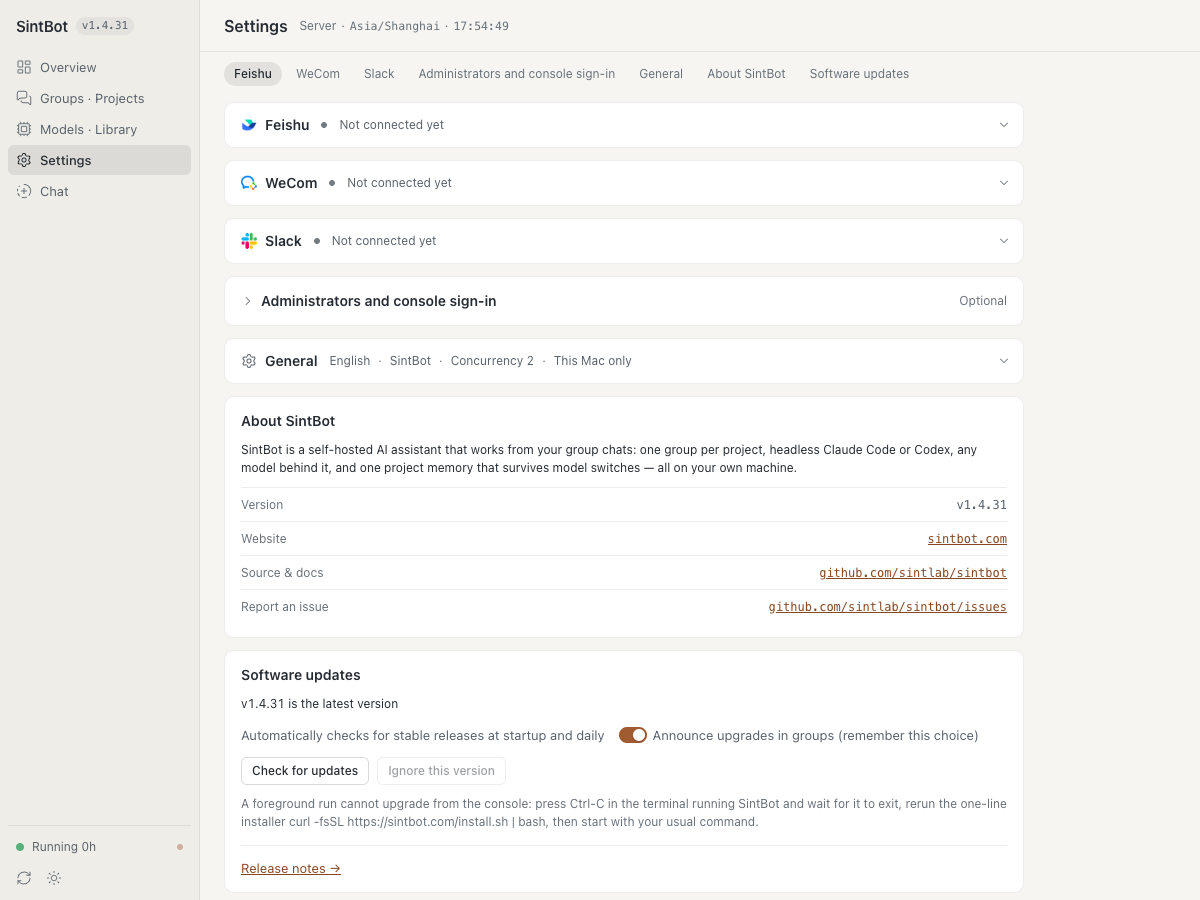 SintBot v1.4.31
Overview
Groups · Projects
Models · Library
Settings
Chat
Running 0h
Settings Server · Asia/Shanghai · 17:54:49
Feishu WeCom Slack Administrators and console sign-in General About SintBot Software updates
Feishu Not connected yet
WeCom Not connected yet
Slack Not connected yet
Administrators and console sign-in Optional
General English · SintBot · Concurrency 2 · This Mac only
About SintBot
SintBot is a self-hosted AI assistant that works from your group chats: one group per project, headless Claude Code or Codex, any
model behind it, and one project memory that survives model switches — all on your own machine.
Version v1.4.31
Website sintbot.com
Source & docs github.com/sintlab/sintbot
Report an issue github.com/sintlab/sintbot/issues
Software updates
v1.4.31 is the latest version
Automatically checks for stable releases at startup and daily Announce upgrades in groups (remember this choice)
Check for updates Ignore this version
A foreground run cannot upgrade from the console: press Ctrl-C in the terminal running SintBot and wait for it to exit, rerun the one-line
installer curl -fsSL https://sintbot.com/install.sh | bash, then start with your usual command.
Release notes →